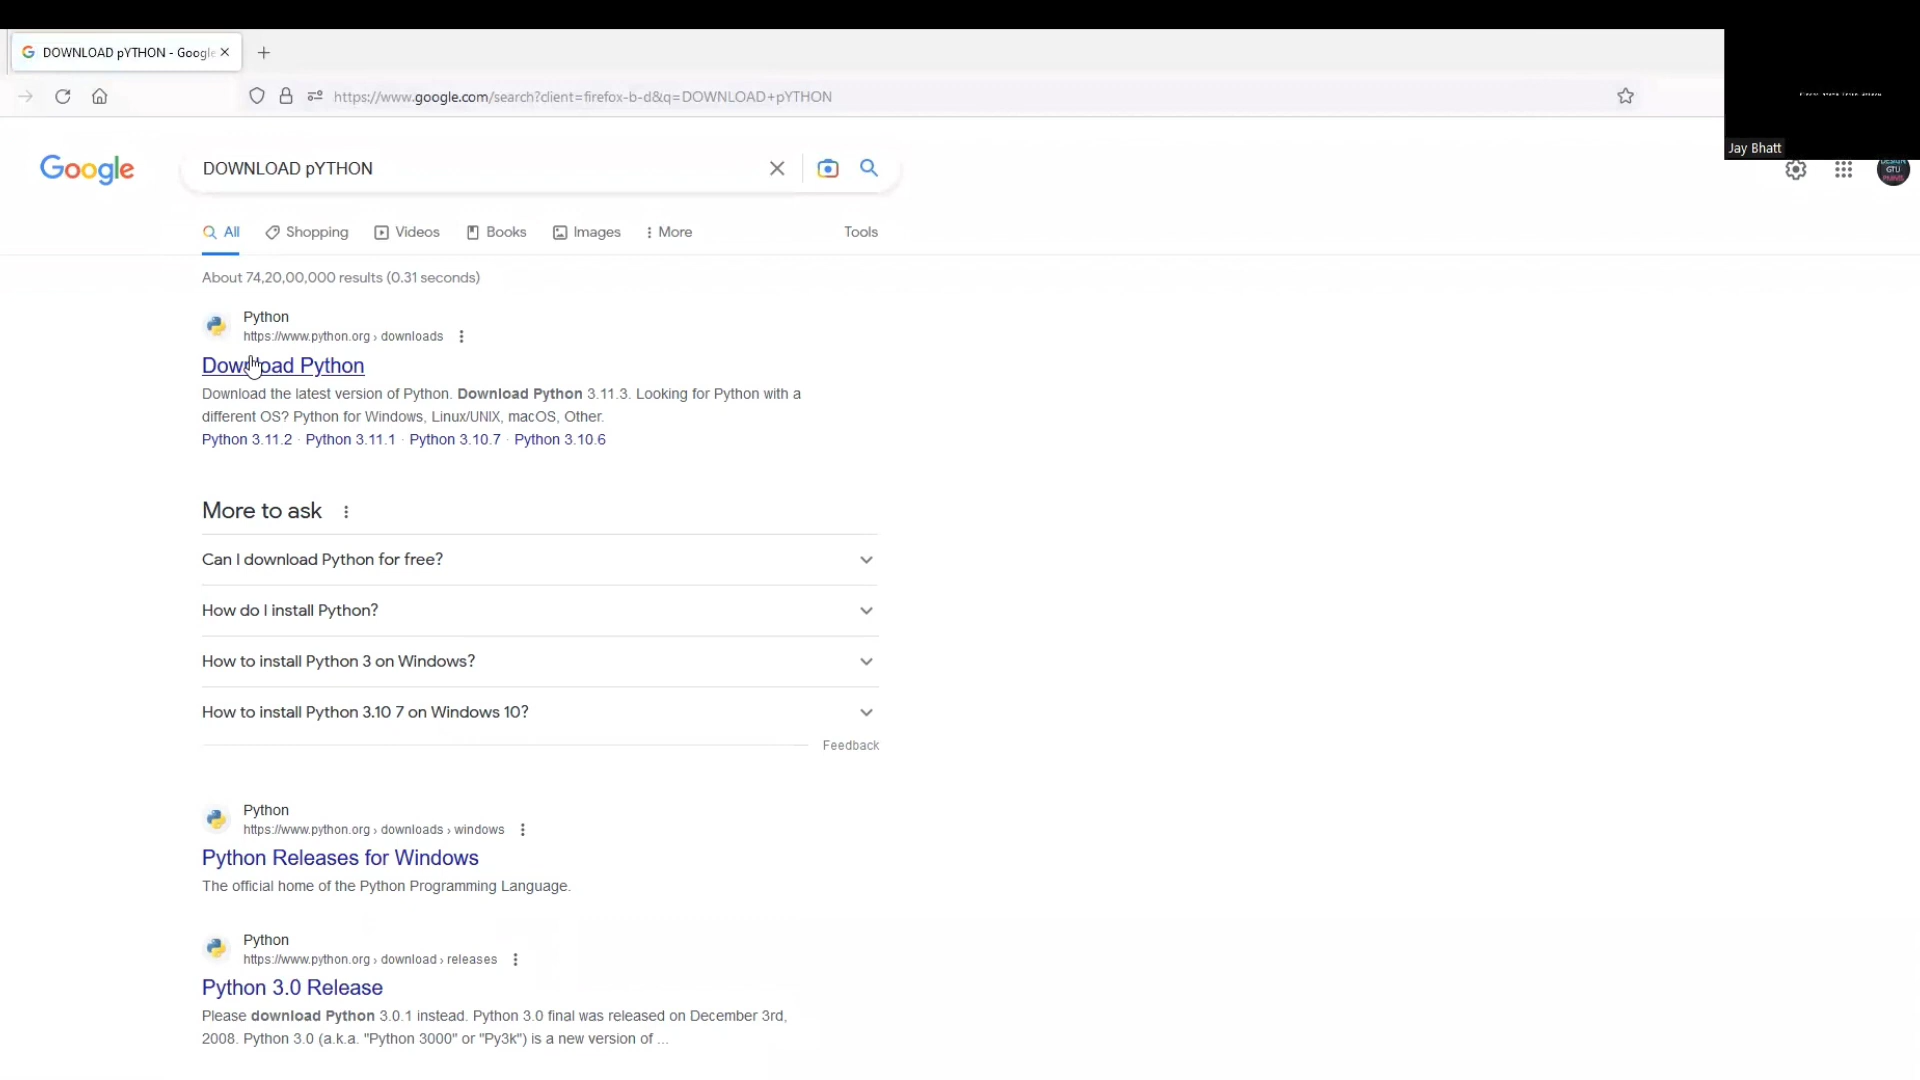 DOWNLOAD pYTHON - Google
https://www.google.com/search?client=firefox-b-d&q=DOWNLOAD+pYTHON
Jay Bhatt
Google
DOWNLOAD pYTHON
DESIGN
GTU
All
Shopping
Videos
Books
Images
More
Tools
About 74,20,00,000 results (0.31 seconds)
Python
https://www.python.org › downloads
Download Python
Download the latest version of Python. Download Python 3.11.3. Looking for Python with a
different OS? Python for Windows, Linux/UNIX, macOS, Other.
Python 3.11.2 · Python 3.11.1 · Python 3.10.7 · Python 3.10.6
More to ask
Can I download Python for free?
How do I install Python?
How to install Python 3 on Windows?
How to install Python 3.10 7 on Windows 10?
Feedback
Python
https://www.python.org › downloads › windows
Python Releases for Windows
The official home of the Python Programming Language.
Python
https://www.python.org › download › releases
Python 3.0 Release
Please download Python 3.0.1 instead. Python 3.0 final was released on December 3rd,
2008. Python 3.0 (a.k.a. "Python 3000" or "Py3k") is a new version of ...